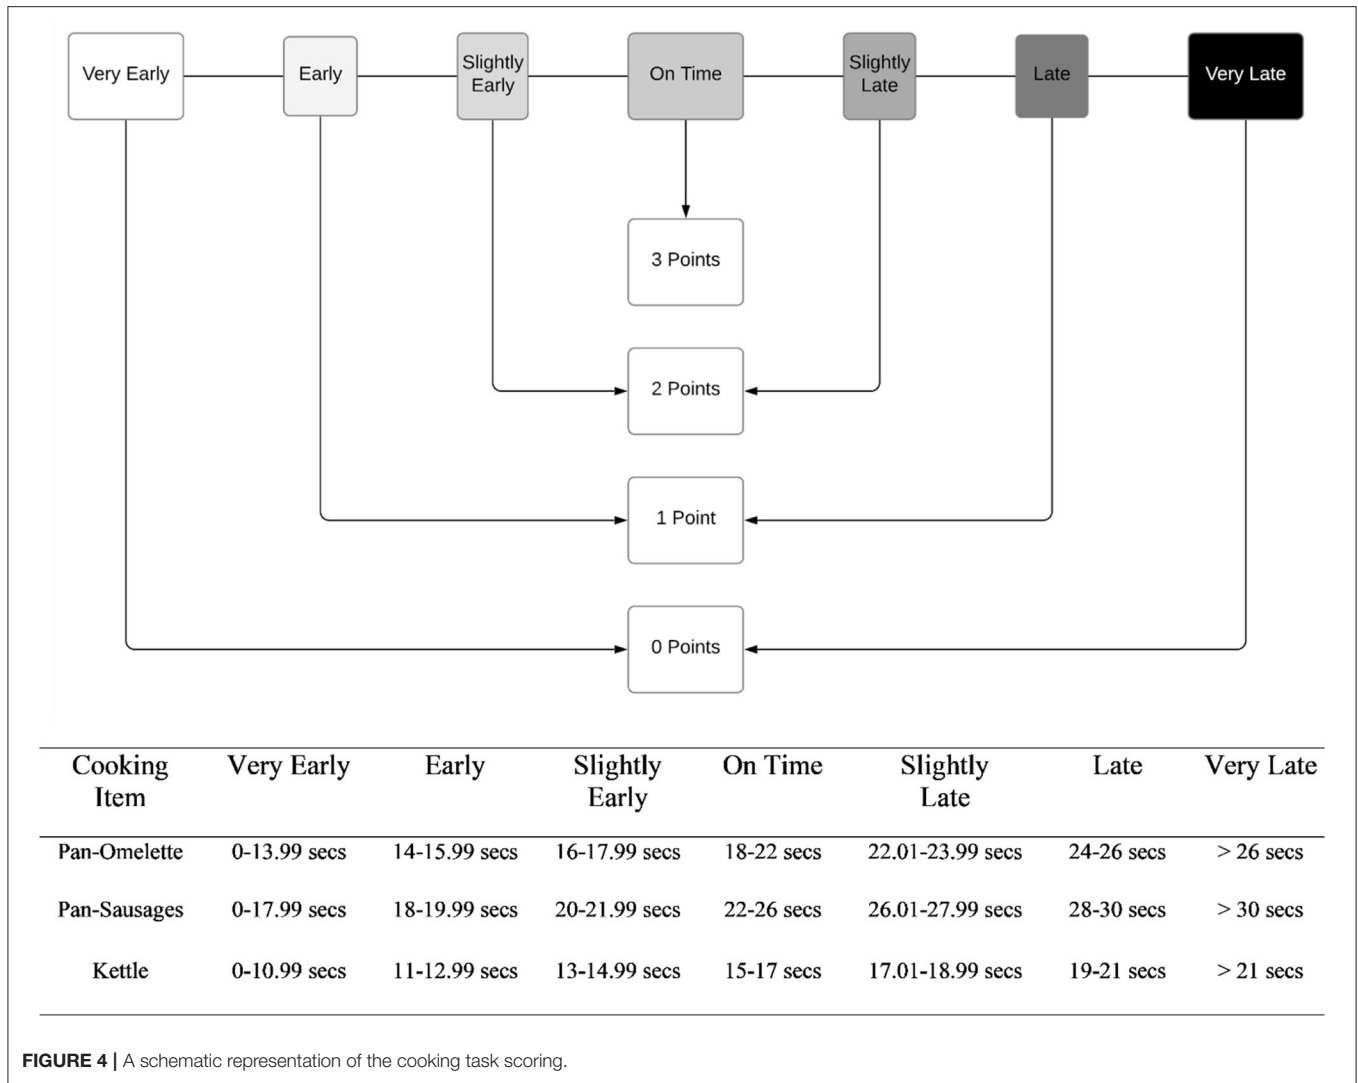 Very Early
Early
Slightly
Early
On Time
Slightly
Late
Late
Very Late
3 Points
2 Points
1 Point
0 Points
Cooking Item Very Early Early Slightly Early On Time Slightly Late Late Very Late
Pan-Omelette 0-13.99 secs 14-15.99 secs 16-17.99 secs 18-22 secs 22.01-23.99 secs 24-26 secs > 26 secs
Pan-Sausages 0-17.99 secs 18-19.99 secs 20-21.99 secs 22-26 secs 26.01-27.99 secs 28-30 secs > 30 secs
Kettle 0-10.99 secs 11-12.99 secs 13-14.99 secs 15-17 secs 17.01-18.99 secs 19-21 secs > 21 secs
FIGURE 4 | A schematic representation of the cooking task scoring.